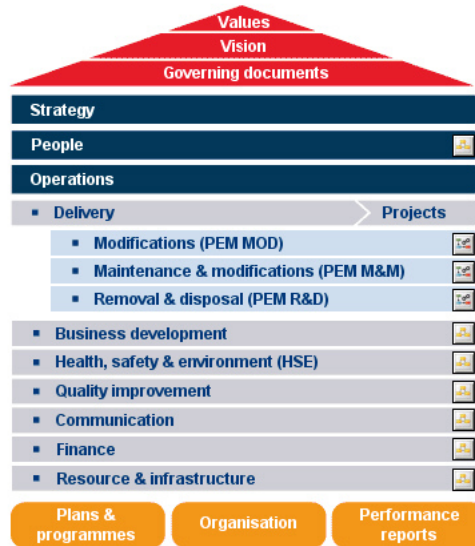 Values
Vision
Governing documents
Strategy
People
Operations
Delivery
Projects
Modifications (PEM MOD)
Maintenance & modifications (PEM M&M)
Removal & disposal (PEM R&D)
Business development
Health, safety & environment (HSE)
Quality improvement
Communication
Finance
Resource & infrastructure
Plans &
programmes
Organisation
Performance
reports